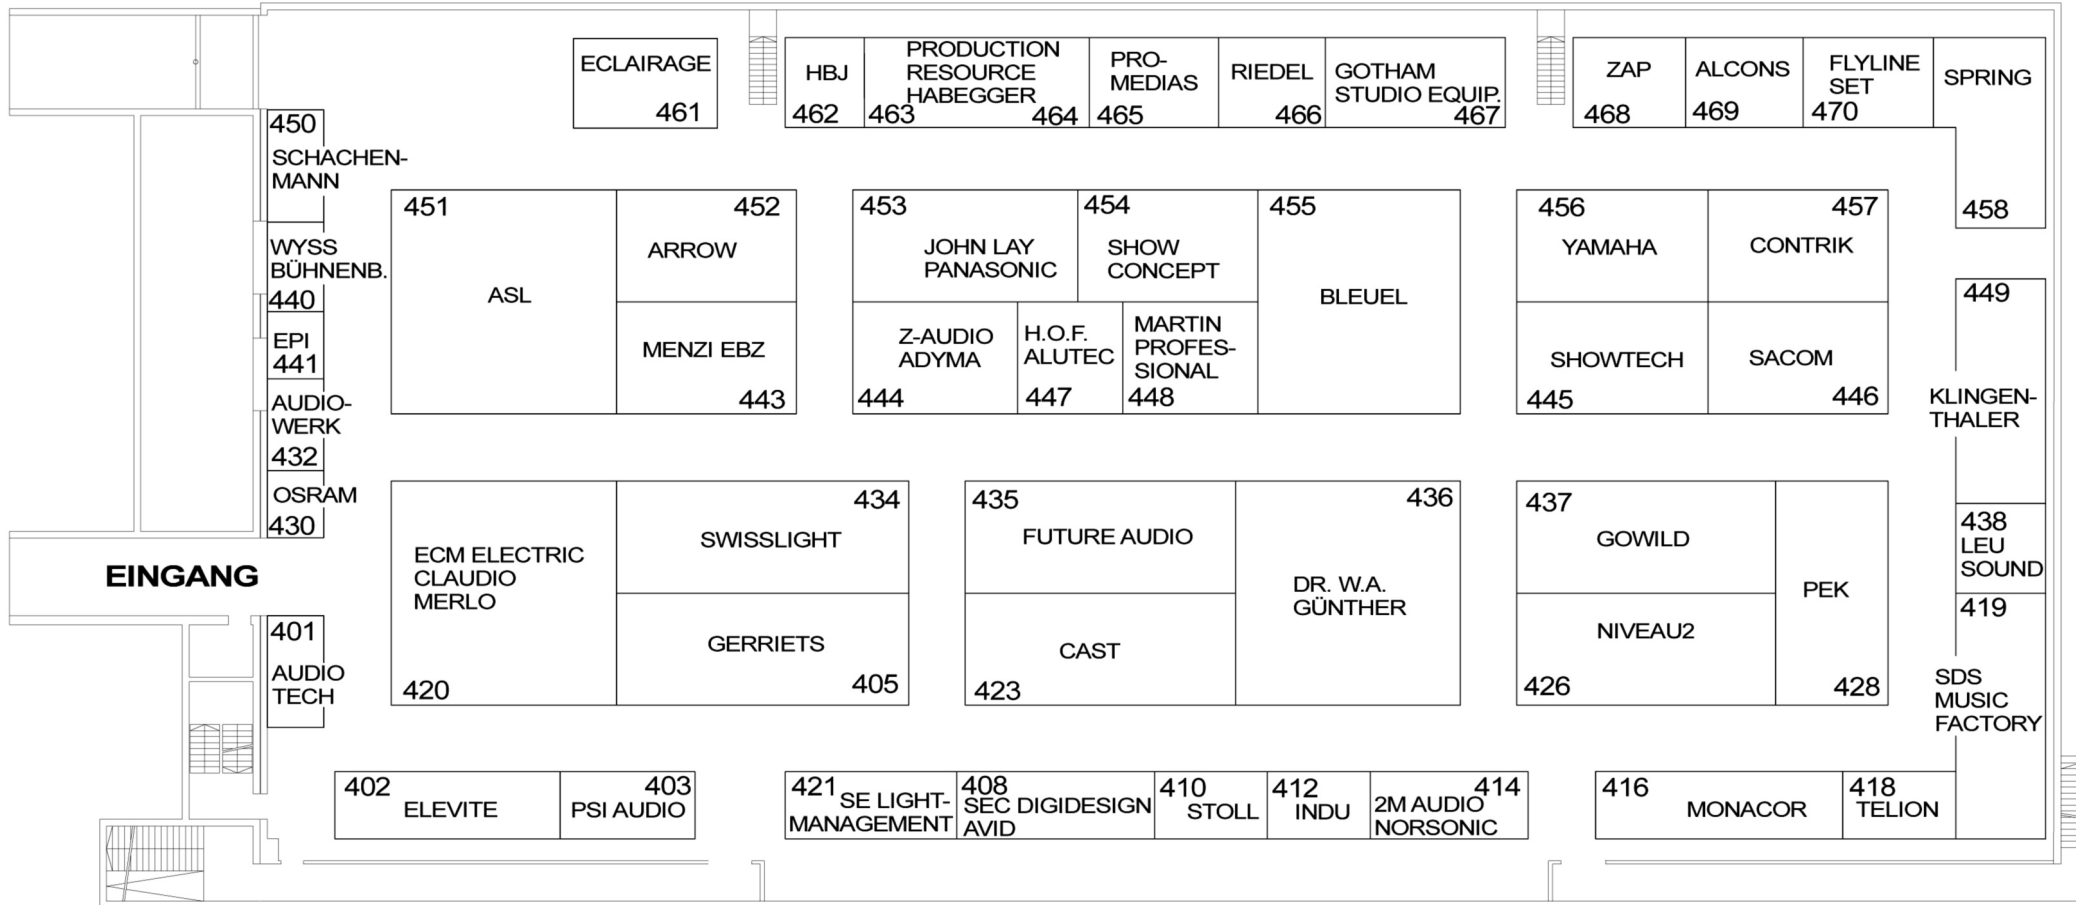 ECLAIRAGE
461
HBJ
462
PRODUCTION
RESOURCE
HABEGGER
463
464
PRO-
MEDIAS
465
RIEDEL
466
GOTHAM
STUDIO EQUIP.
467
ZAP
468
ALCONS
469
FLYLINE
SET
470
SPRING
458
450
SCHACHEN-
MANN
WYSS
BÜHNENB.
440
EPI
441
AUDIO-
WERK
432
OSRAM
430
451
ASL
452
ARROW
MENZI EBZ
443
453
JOHN LAY
PANASONIC
454
SHOW
CONCEPT
455
BLEUEL
Z-AUDIO
ADYMA
444
H.O.F.
ALUTEC
447
MARTIN
PROFES-
SIONAL
448
456
YAMAHA
457
CONTRIK
SHOWTECH
445
SACOM
446
449
KLINGEN-
THALER
EINGANG
401
AUDIO
TECH
ECM ELECTRIC
CLAUDIO
MERLO
420
434
SWISSLIGHT
GERRIETS
405
435
FUTURE AUDIO
CAST
423
436
DR. W.A.
GÜNTHER
437
GOWILD
NIVEAU2
426
PEK
428
438
LEU
SOUND
419
SDS
MUSIC
FACTORY
402
ELEVITE
403
PSI AUDIO
421
SE LIGHT-
MANAGEMENT
408
SEC DIGIDESIGN
AVID
410
STOLL
412
INDU
414
2M AUDIO
NORSONIC
416
MONACOR
418
TELION